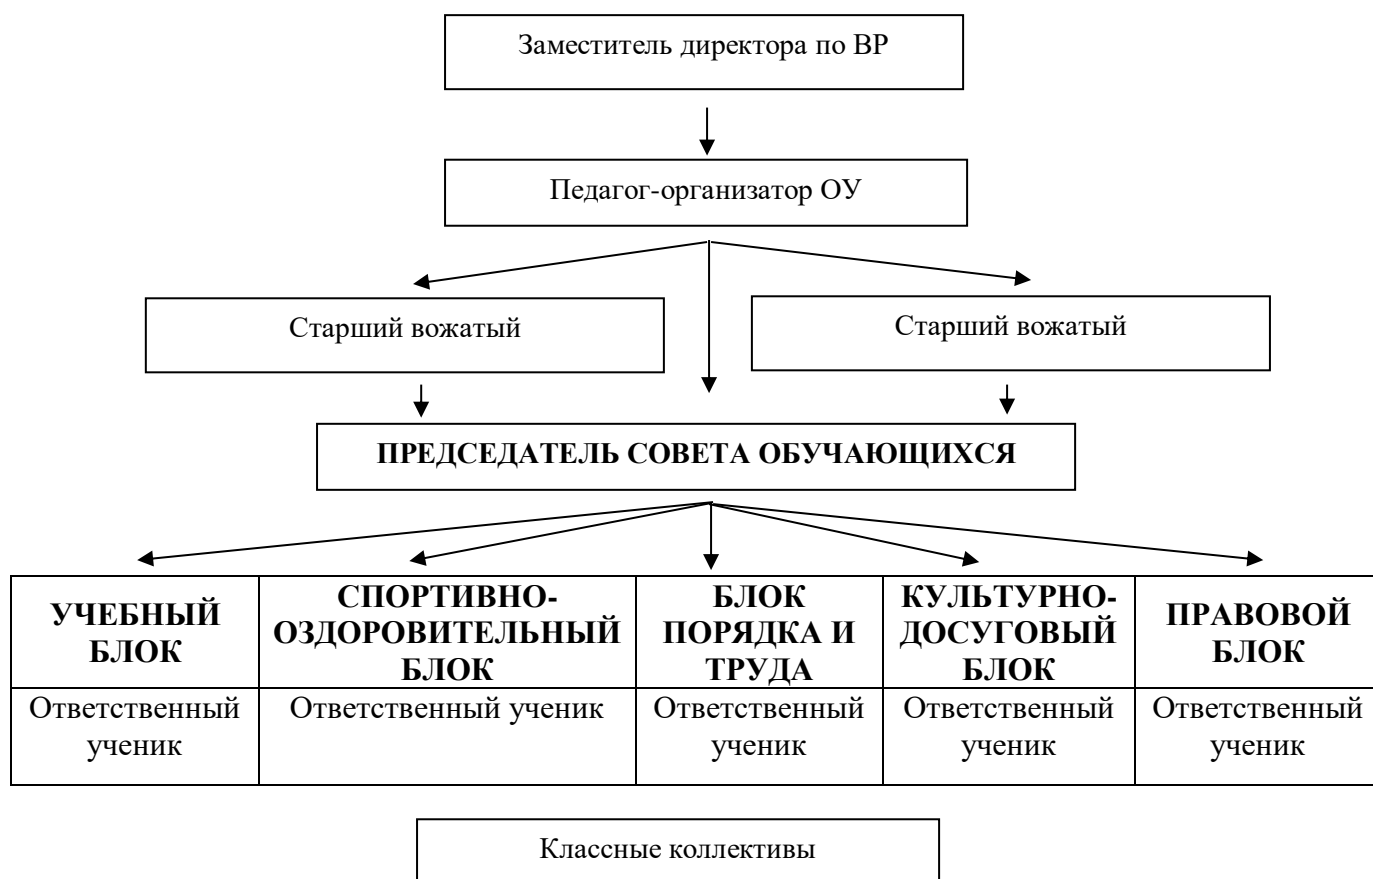 Заместитель директора по ВР
Педагог-организатор ОУ
Старший вожатый
Старший вожатый
ПРЕДСЕДАТЕЛЬ СОВЕТА ОБУЧАЮЩИХСЯ
УЧЕБНЫЙ
БЛОК
СПОРТИВНО-
ОЗДОРОВИТЕЛЬНЫЙ
БЛОК
БЛОК
ПОРЯДКА И
ТРУДА
КУЛЬТУРНО-
ДОСУГОВЫЙ
БЛОК
ПРАВОВОЙ
БЛОК
Ответственный
ученик
Ответственный ученик
Ответственный
ученик
Ответственный
ученик
Ответственный
ученик
Классные коллективы